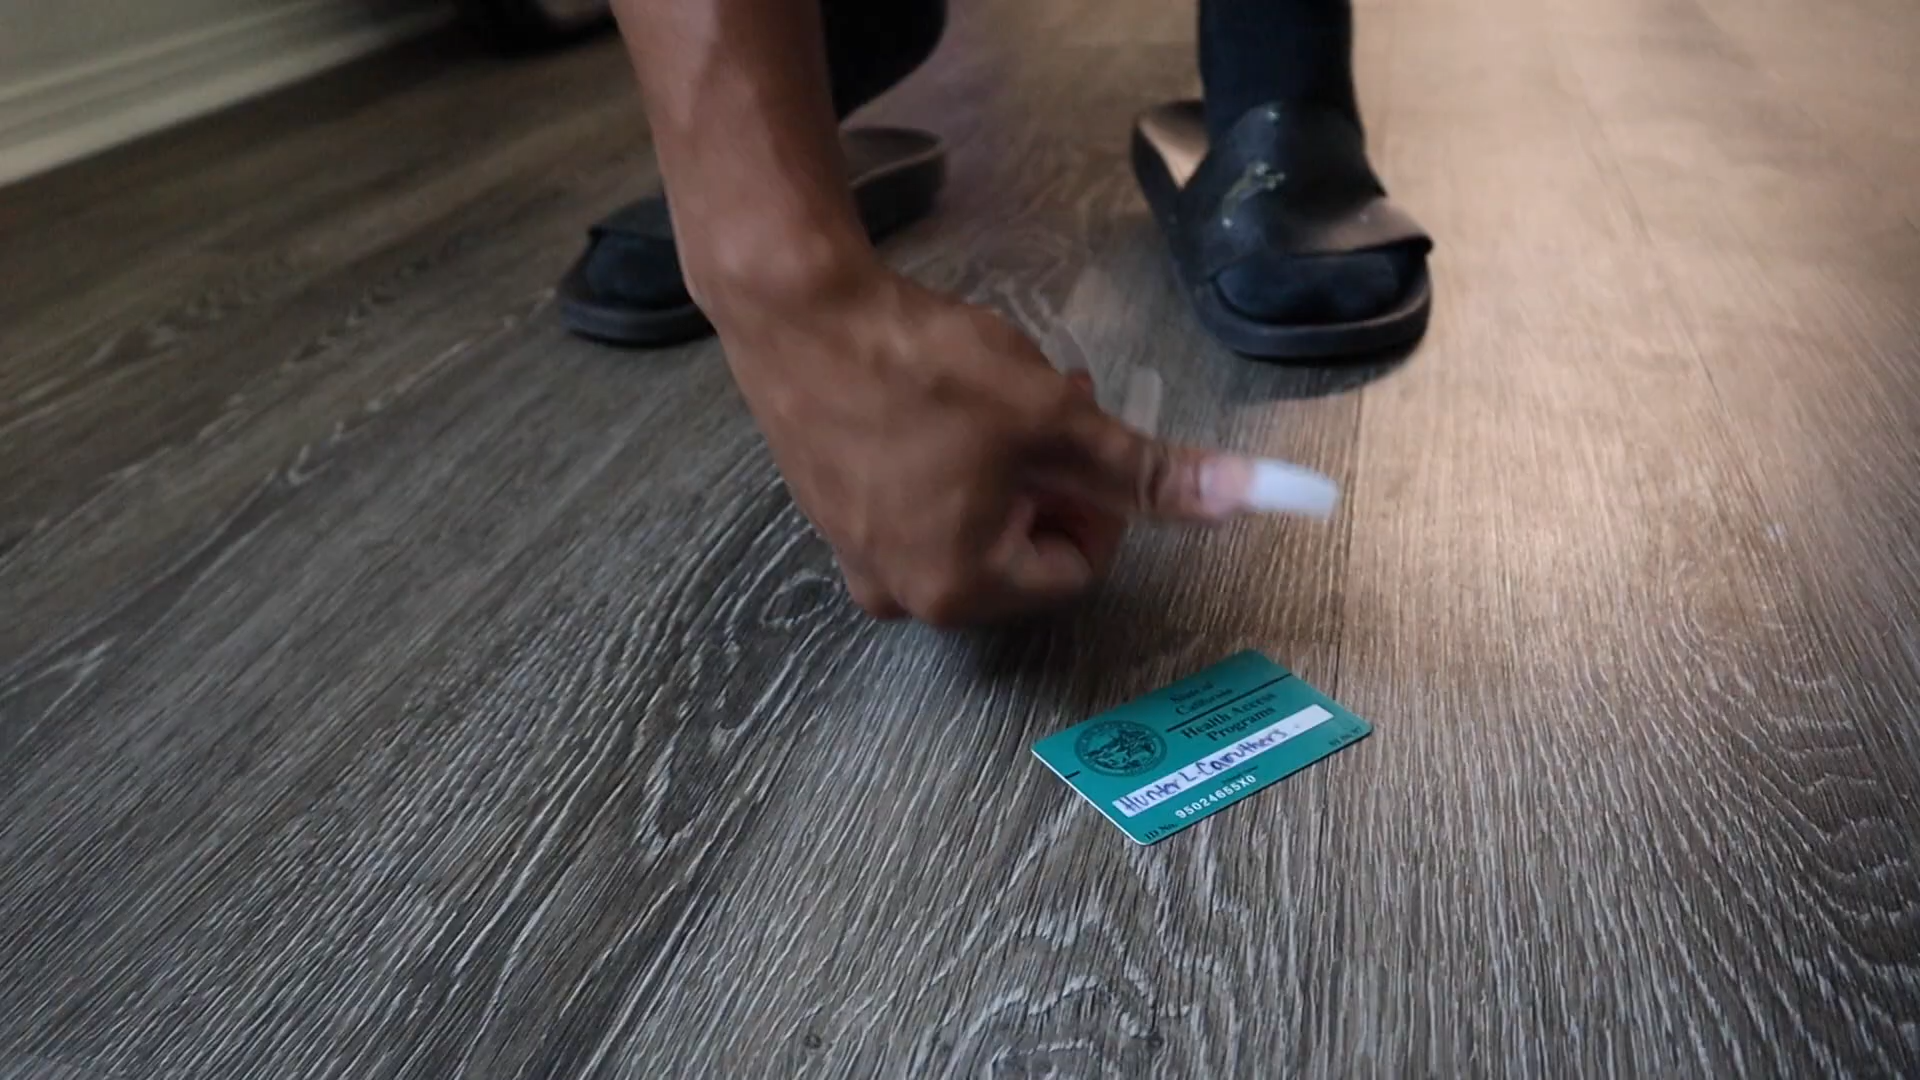 State of
California
Health Access
Programs
Hunter L. Caruthers
95024655X0
ID No.